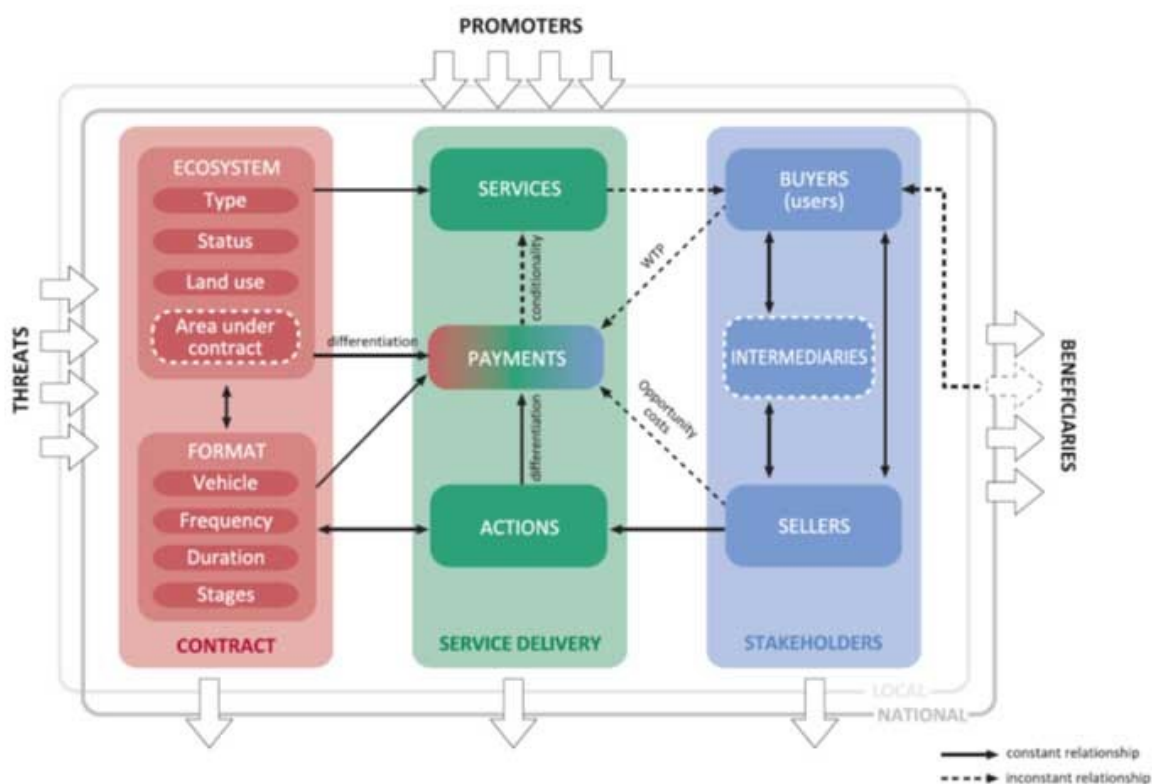 PROMOTERS
THREATS
ECOSYSTEM
Type
Status
Land use
Area under
contract
FORMAT
Vehicle
Frequency
Duration
Stages
CONTRACT
differentiation
SERVICES
conditionality
PAYMENTS
differentiation
ACTIONS
SERVICE DELIVERY
WTP
Opportunity
costs
BUYERS
(users)
INTERMEDIARIES
SELLERS
STAKEHOLDERS
BENEFICIARIES
LOCAL
NATIONAL
constant relationship
inconstant relationship